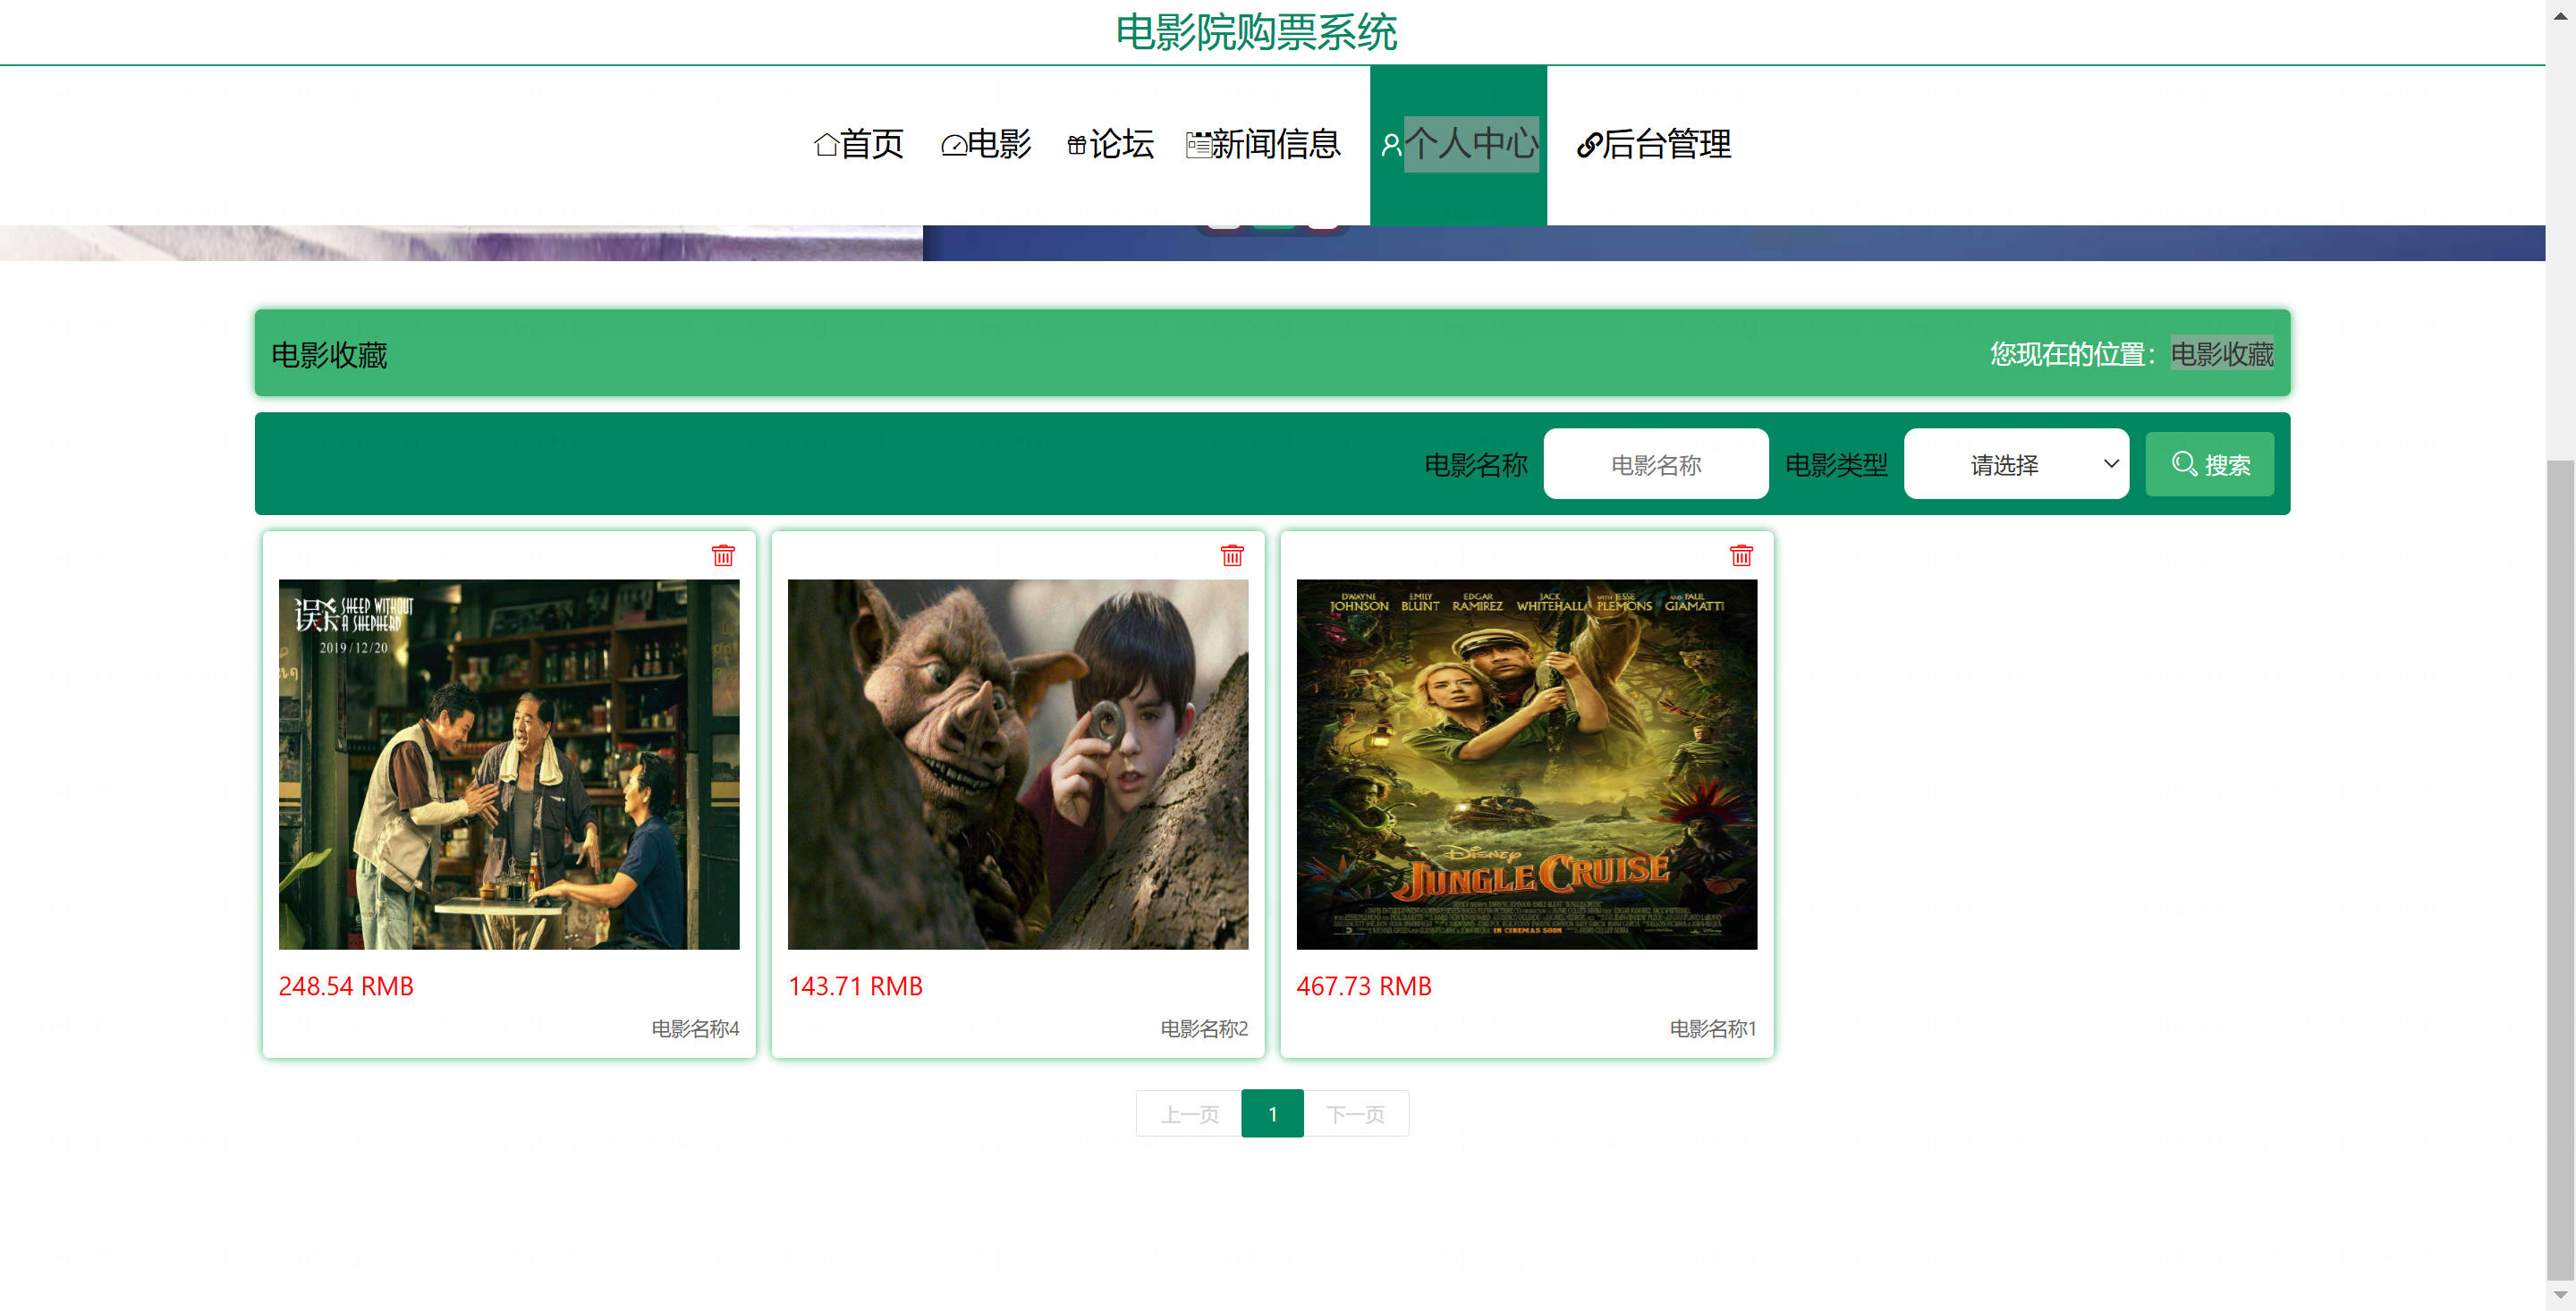 电影院购票系统
首页 电影 论坛 新闻信息 个人中心 后台管理
电影收藏 您现在的位置：电影收藏
电影名称 电影名称 电影类型 请选择 搜索
误杀 SHEEP WITHOUT A SHEPHERD
2019/12/20
DWAYNE JOHNSON EMILY BLUNT EDGAR RAMIREZ JACK WHITEHALL WITH JESSE PLEMONS AND PAUL GIAMATTI
DISNEY
JUNGLE CRUISE
IN CINEMAS SOON
248.54 RMB 143.71 RMB 467.73 RMB
电影名称4 电影名称2 电影名称1
上一页 1 下一页